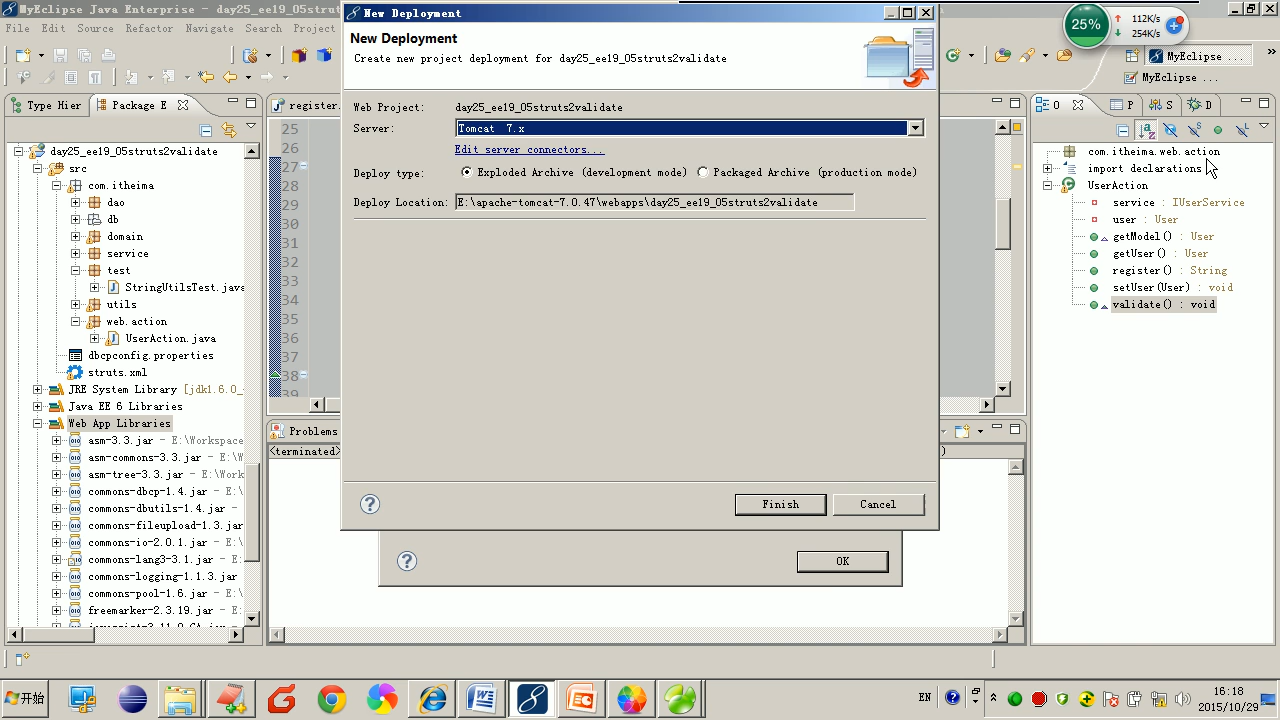 MyEclipse Java Enterprise - day25_ee19_05struts
File Edit Source Refactor
Search Project
New Deployment
25%
112K/s
254K/s
MyEclipse
MyEclipse ...
New Deployment
Create new project deployment for day25_ee19_05struts2validate
Web Project: day25_ee19_05struts2validate
Server: Tomcat 7.x
Edit server connectors...
Deploy type: Exploded Archive (development mode) Packaged Archive (production mode)
Deploy Location: E:\apache-tomcat-7.0.47\webapps\day25_ee19_05struts2validate
Finish
Cancel
OK
Type Hier
Package E
day25_ee19_05struts2validate
src
com.itheima
dao
db
domain
service
test
StringUtilsTest.java
utils
web.action
UserAction.java
dbcpconfig.properties
struts.xml
JRE System Library [jdk1.6.0_
Java EE 6 Libraries
Web App Libraries
asm-3.3.jar - E:\Workspac
asm-commons-3.3.jar - E:\
asm-tree-3.3.jar - E:\Work
commons-dbcp-1.4.jar - E:\
commons-dbutils-1.4.jar - E
commons-fileupload-1.3.jar
commons-io-2.0.1.jar - E:\
commons-lang3-3.1.jar - E:
commons-logging-1.1.3.jar
commons-pool-1.6.jar - E:\
freemarker-2.3.19.jar - E:
register.
25
26
27
28
29
30
31
32
33
34
35
36
37
38
39
Problems
<terminated>
O
P
S
D
com.itheima.web.action
import declarations
UserAction
service : IUserService
user : User
getModel() : User
getUser() : User
register() : String
setUser(User) : void
validate() : void
开始
EN
16:18
2015/10/29